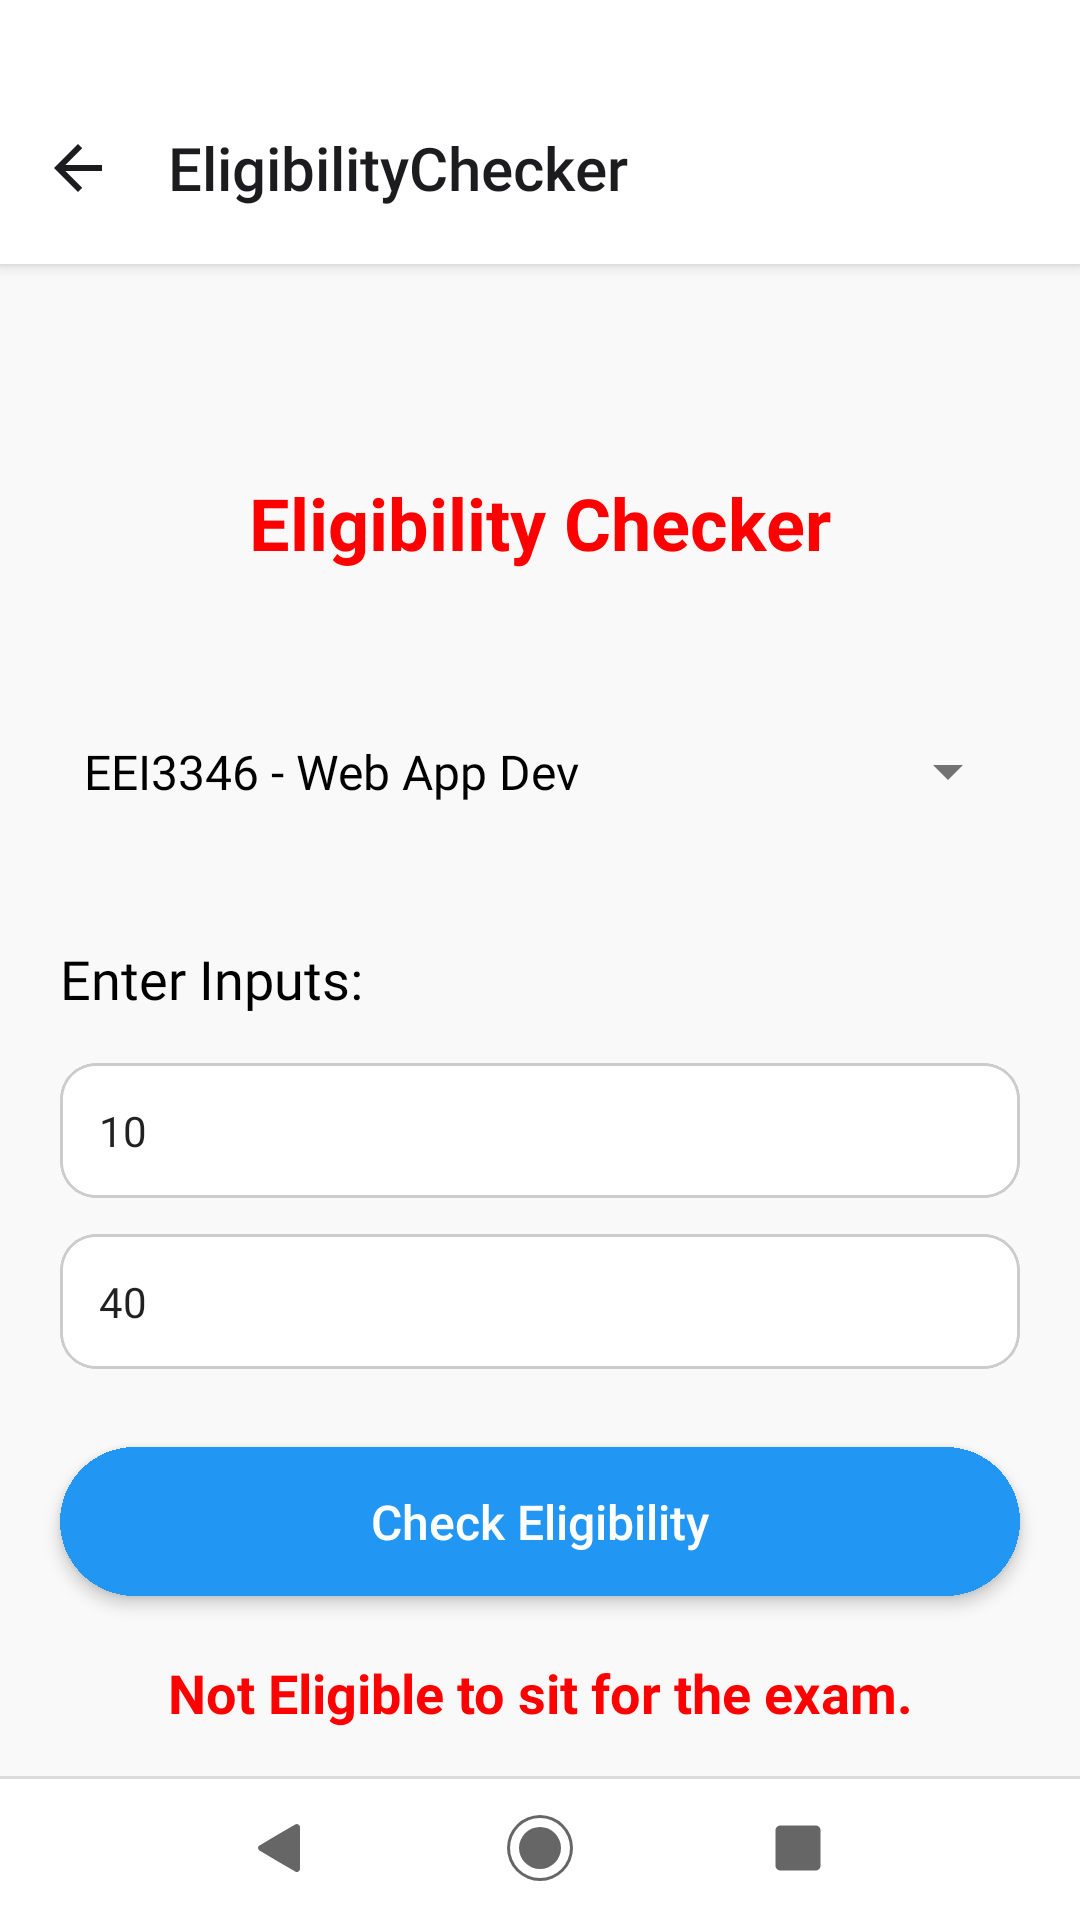 EligibilityChecker
Eligibility Checker
EEI3346 - Web App Dev
Enter Inputs:
10
40
Check Eligibility
Not Eligible to sit for the exam.